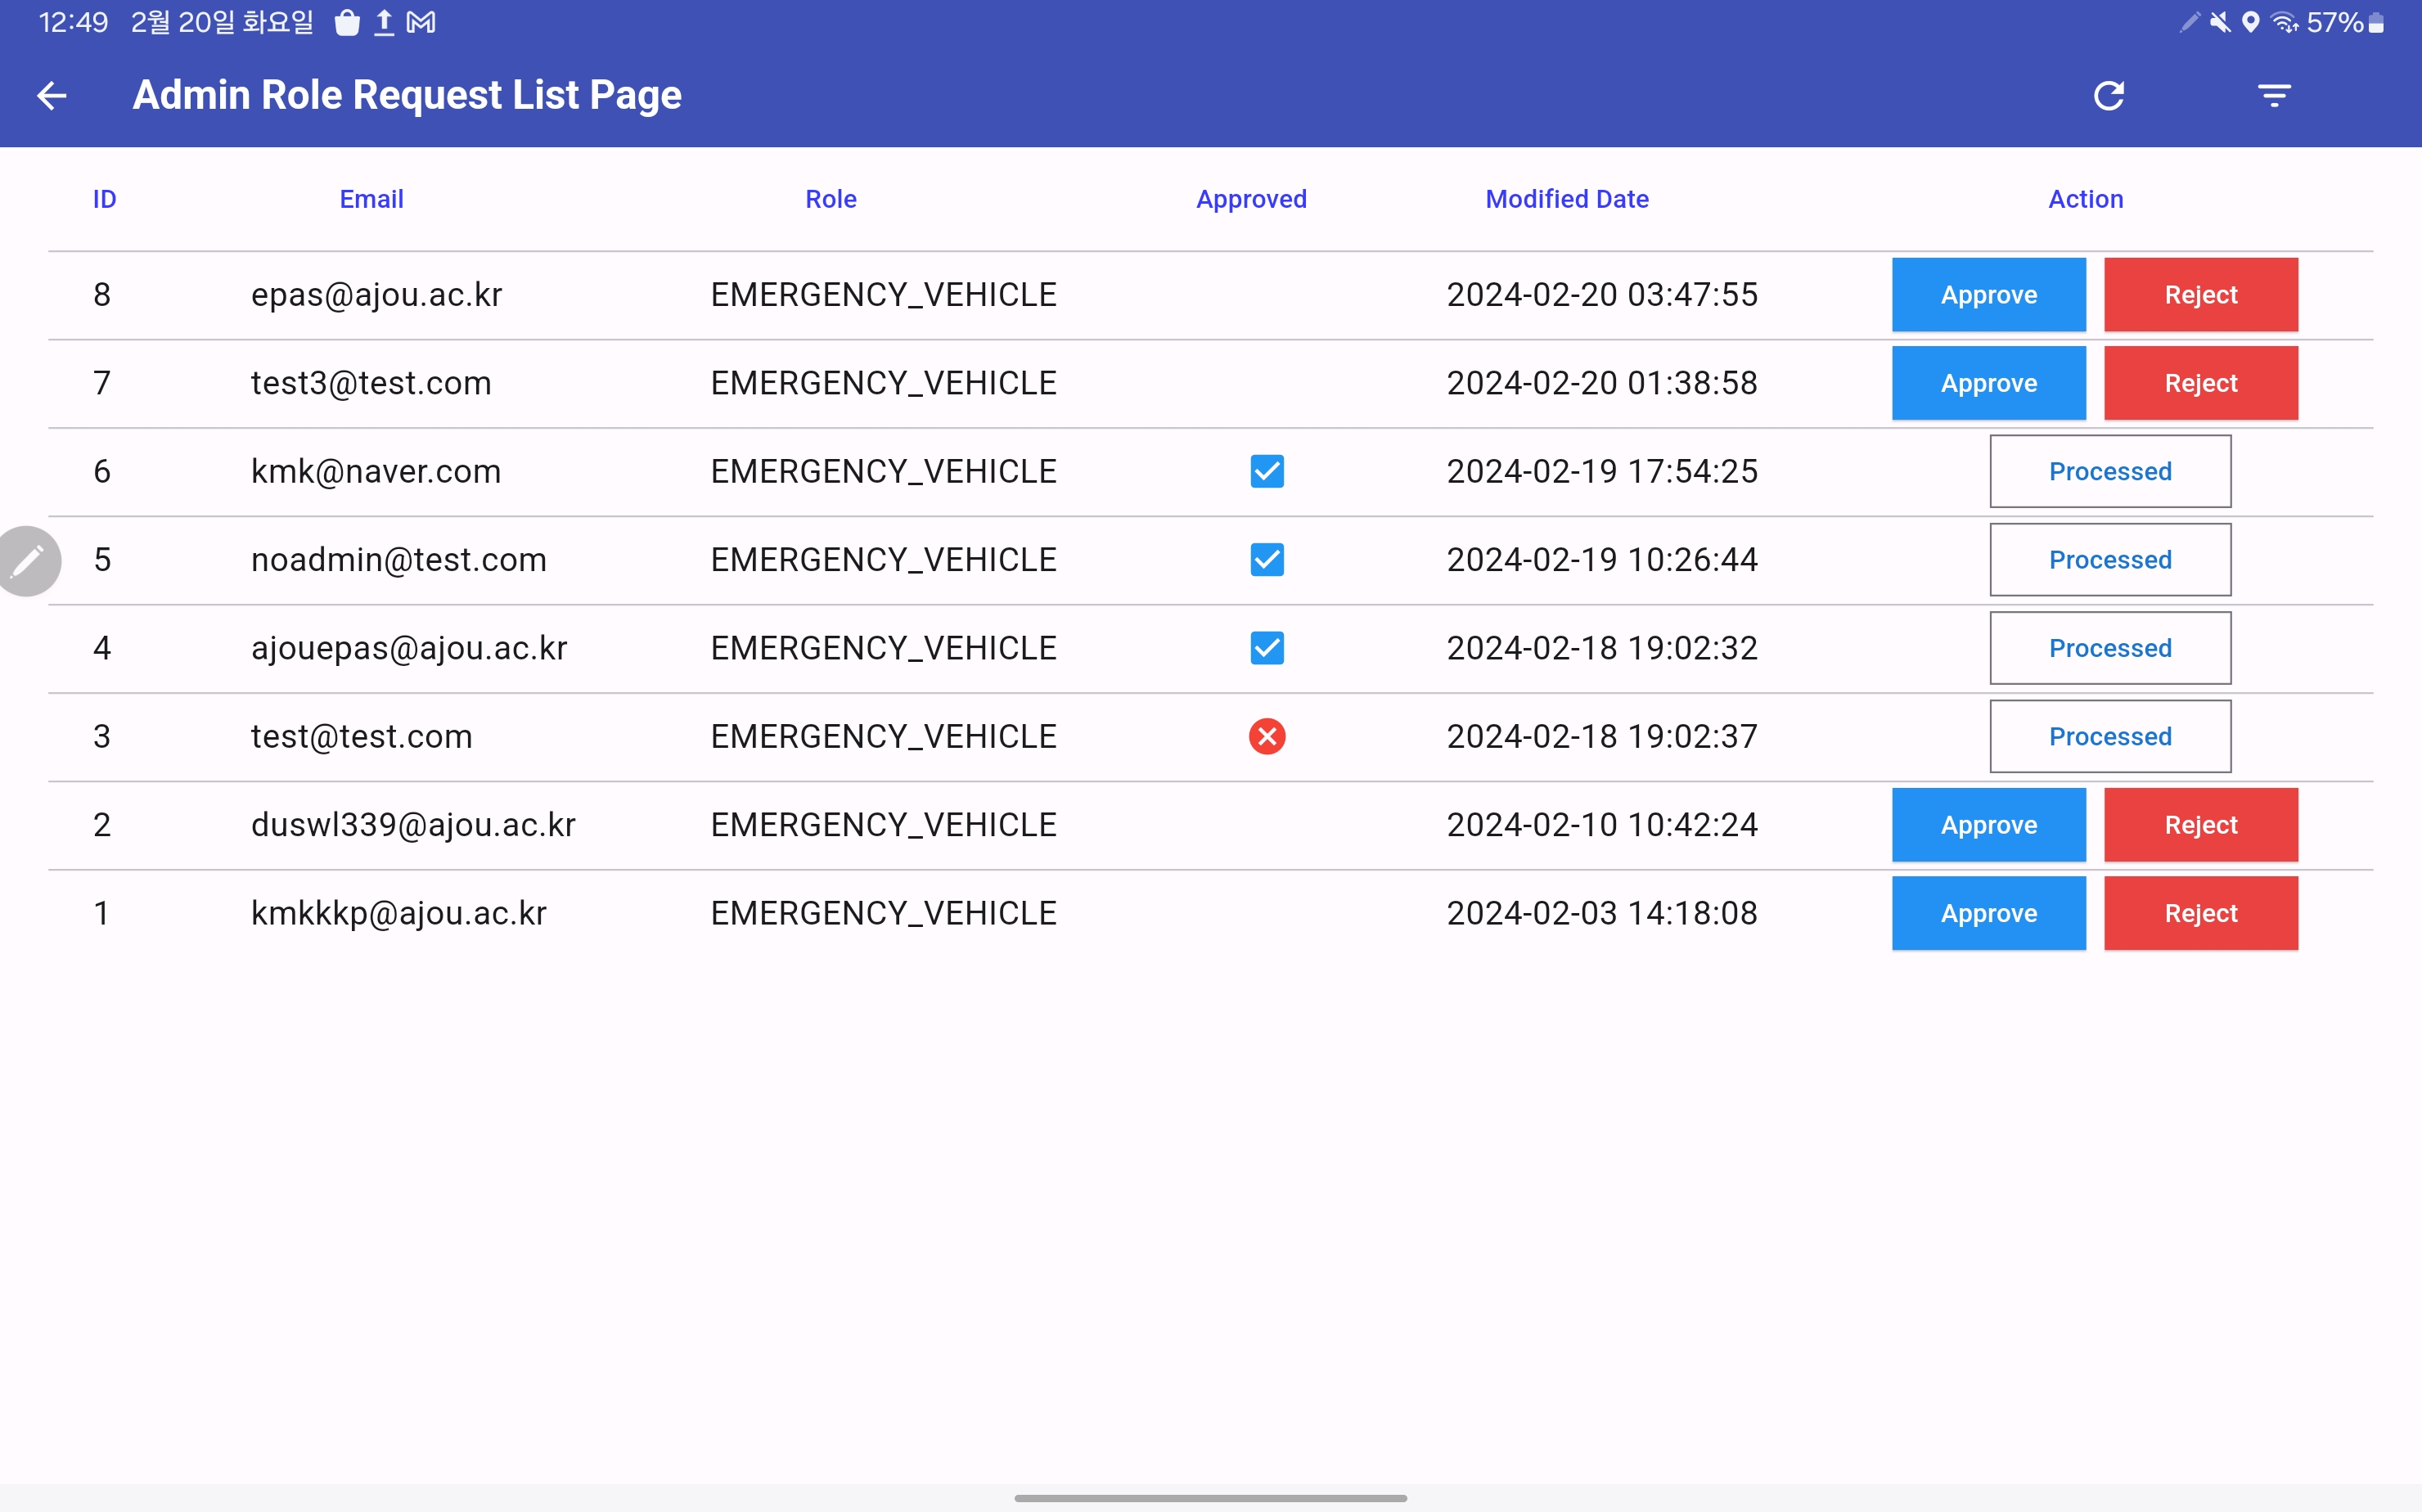 12:49 2월 20일 화요일 57%
Admin Role Request List Page
ID Email Role Approved Modified Date Action
8 epas@ajou.ac.kr EMERGENCY_VEHICLE 2024-02-20 03:47:55 Approve Reject
7 test3@test.com EMERGENCY_VEHICLE 2024-02-20 01:38:58 Approve Reject
6 kmk@naver.com EMERGENCY_VEHICLE 2024-02-19 17:54:25 Processed
5 noadmin@test.com EMERGENCY_VEHICLE 2024-02-19 10:26:44 Processed
4 ajouepas@ajou.ac.kr EMERGENCY_VEHICLE 2024-02-18 19:02:32 Processed
3 test@test.com EMERGENCY_VEHICLE 2024-02-18 19:02:37 Processed
2 duswl339@ajou.ac.kr EMERGENCY_VEHICLE 2024-02-10 10:42:24 Approve Reject
1 kmkkkp@ajou.ac.kr EMERGENCY_VEHICLE 2024-02-03 14:18:08 Approve Reject